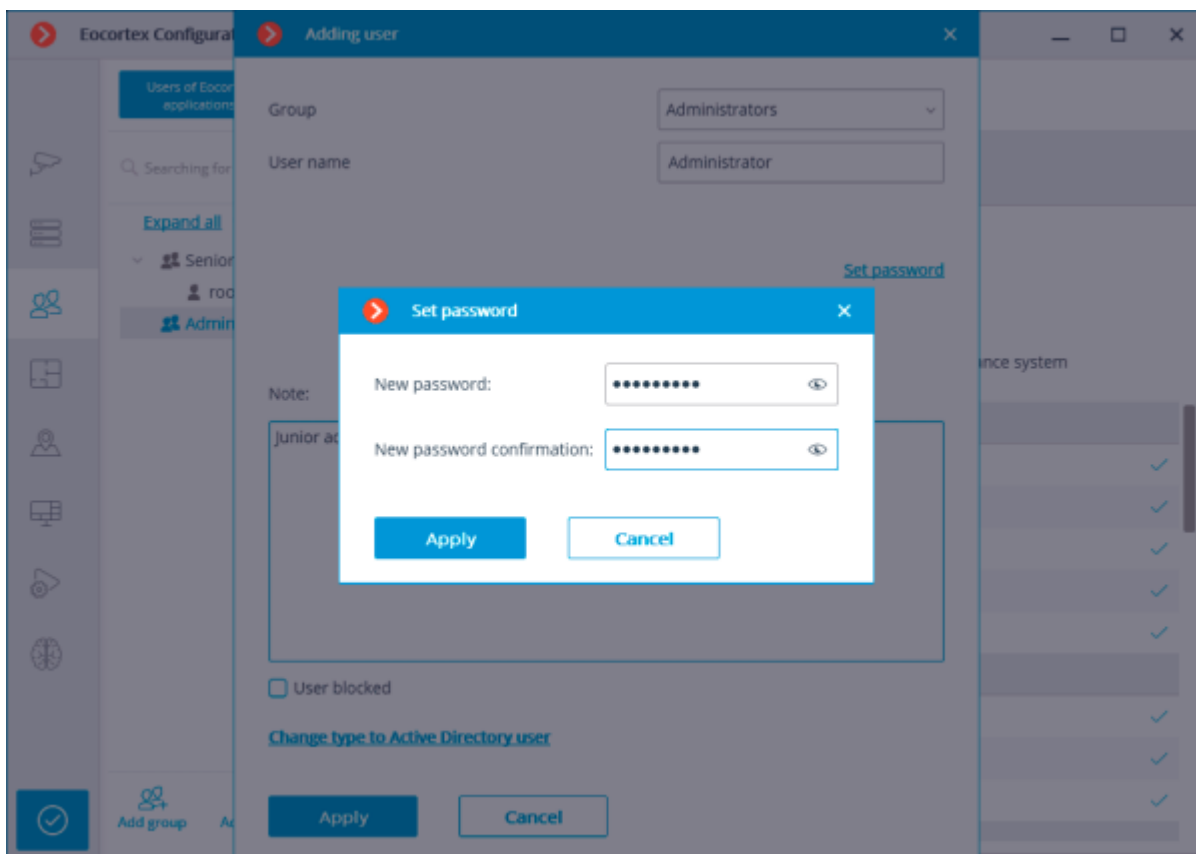 Eocortex Configurat
Adding user
Users of Eocor
applications
Group
Administrators
User name
Administrator
Searching for
Expand all
Senior
roo
Admin
Set password
Set password
New password:
•••••••••
New password confirmation:
•••••••••
Apply
Cancel
ance system
Note:
Junior ad
User blocked
Change type to Active Directory user
Apply
Cancel
Add group
Ad